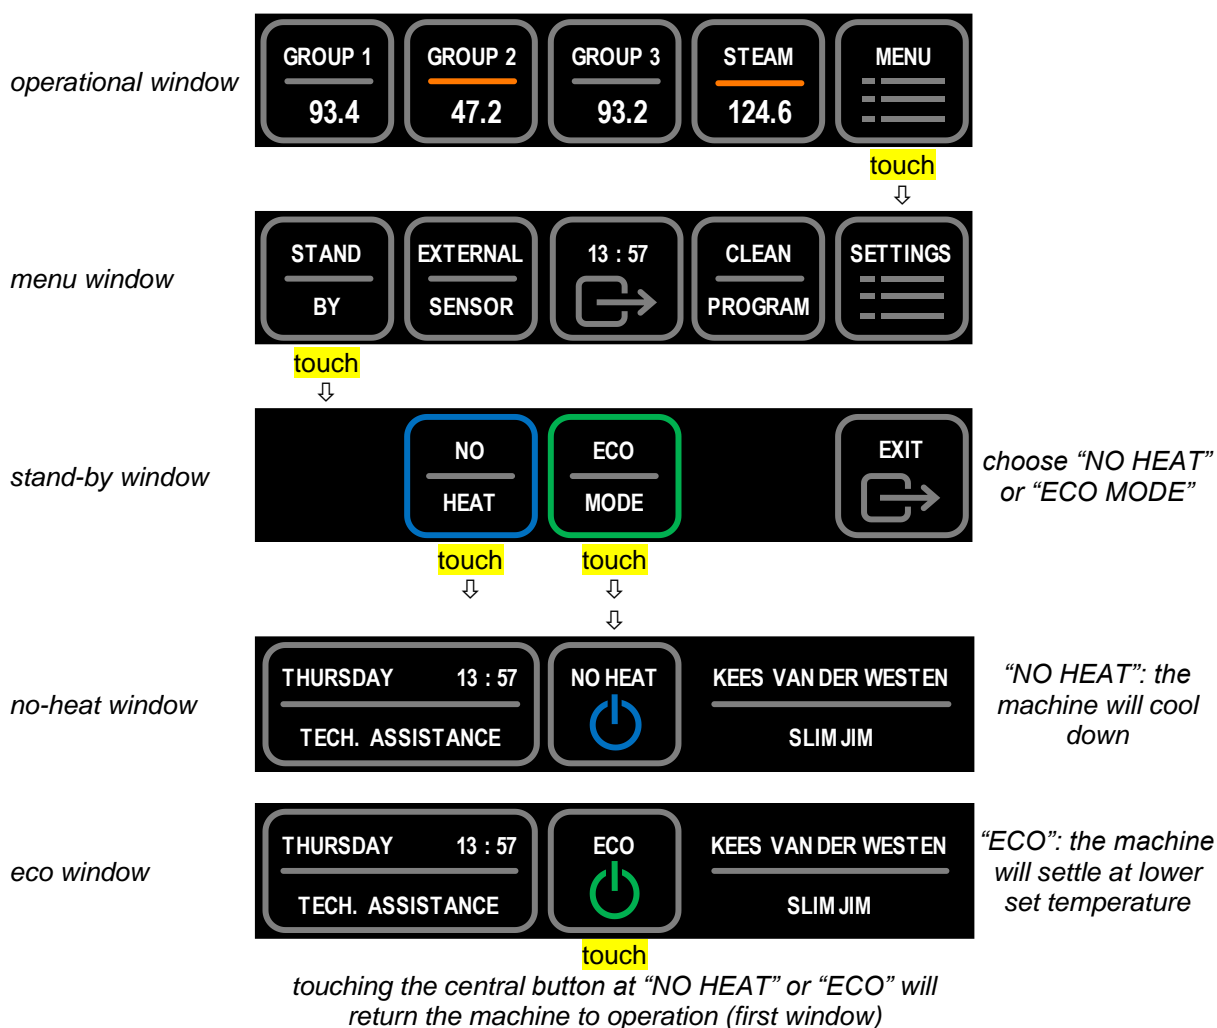 operational window
GROUP 1 GROUP 2 GROUP 3 STEAM MENU
93.4 47.2 93.2 124.6
touch
menu window
STAND EXTERNAL 13 : 57 CLEAN SETTINGS
BY SENSOR PROGRAM
touch
stand-by window
NO ECO EXIT
HEAT MODE
choose “NO HEAT”
or “ECO MODE”
touch touch
no-heat window
THURSDAY 13 : 57 NO HEAT KEES VAN DER WESTEN
TECH. ASSISTANCE SLIM JIM
“NO HEAT”: the
machine will cool
down
eco window
THURSDAY 13 : 57 ECO KEES VAN DER WESTEN
TECH. ASSISTANCE SLIM JIM
“ECO”: the machine
will settle at lower
set temperature
touch
touching the central button at “NO HEAT” or “ECO” will
return the machine to operation (first window)